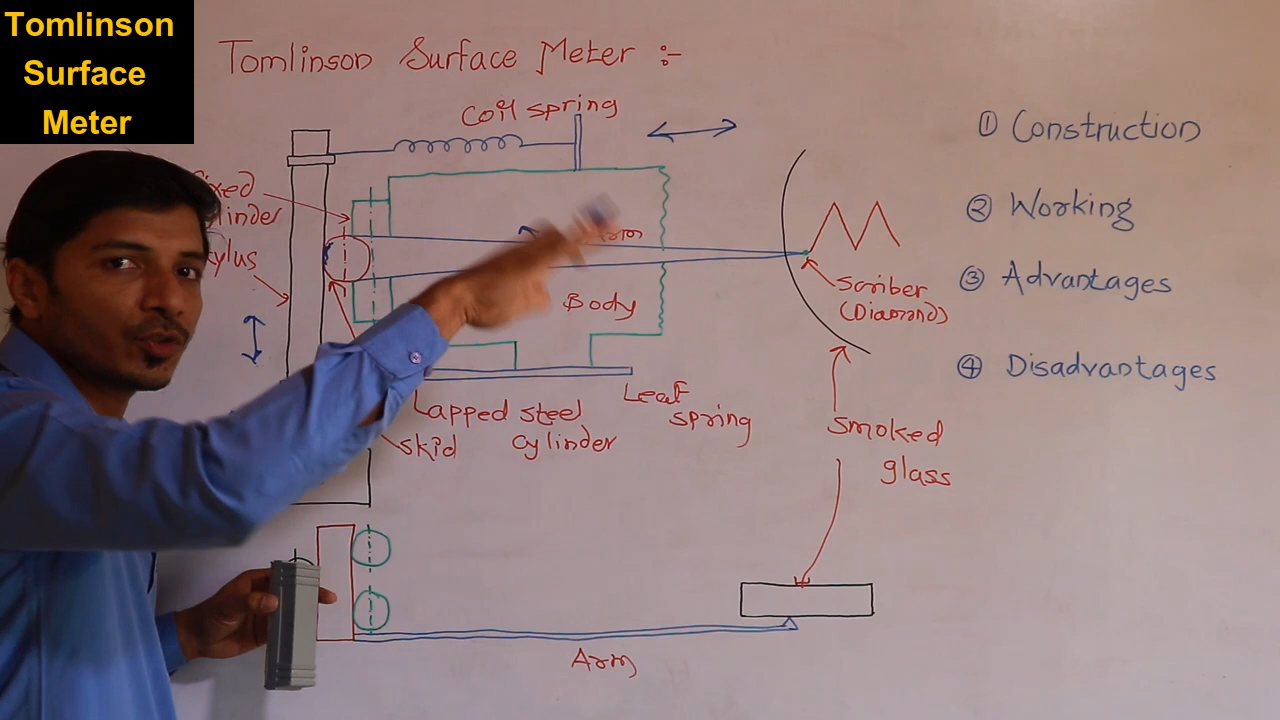 Tomlinson
Surface
Meter
Tomlinson Surface Meter :-
Coil spring
Fixed
Body
Lapped steel
cylinder
skid
Leaf
spring
Scriber
(Diamond)
Smoked
glass
Arm
① Construction
② Working
③ Advantages
④ Disadvantages